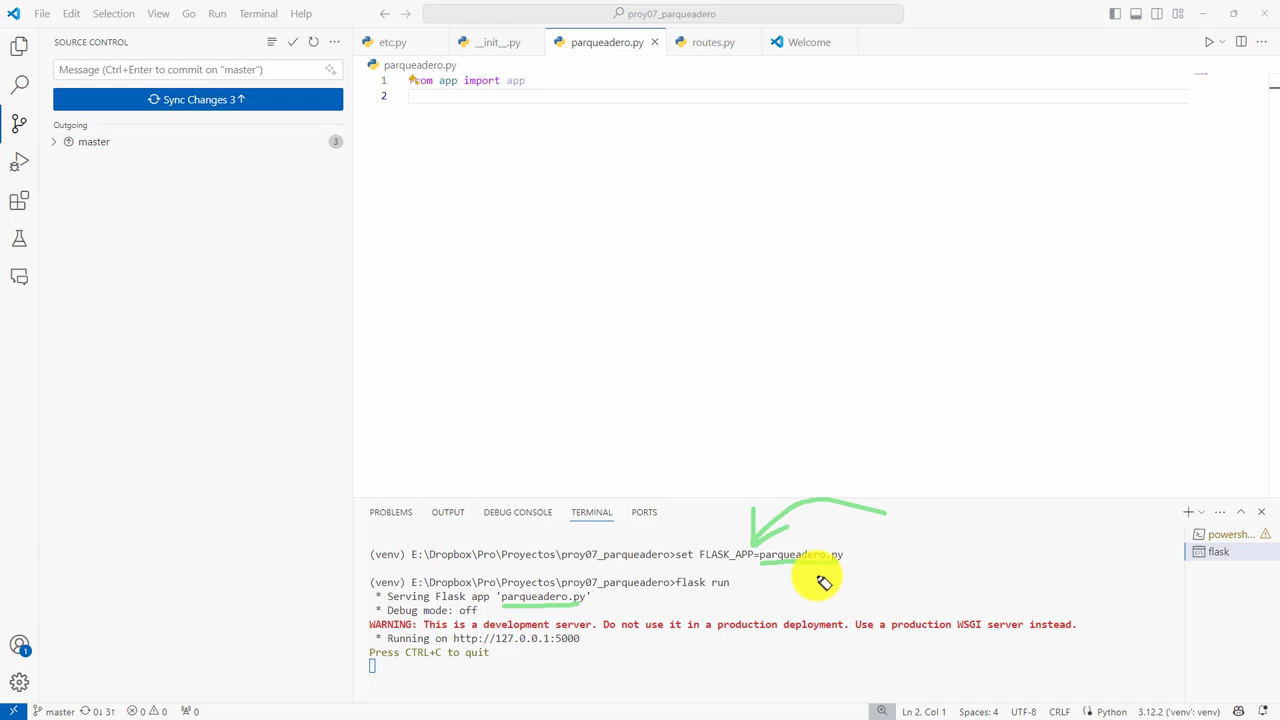 File Edit Selection View Go Run Terminal Help
proy07_parqueadero
SOURCE CONTROL
Message (Ctrl+Enter to commit on "master")
Sync Changes 3↑
Outgoing
master
3
etc.py
__init__.py
parqueadero.py
routes.py
Welcome
parqueadero.py
1 from app import app
2
PROBLEMS OUTPUT DEBUG CONSOLE TERMINAL PORTS
(venv) E:\Dropbox\Pro\Proyectos\proy07_parqueadero>set FLASK_APP=parqueadero.py
(venv) E:\Dropbox\Pro\Proyectos\proy07_parqueadero>flask run
* Serving Flask app 'parqueadero.py'
* Debug mode: off
WARNING: This is a development server. Do not use it in a production deployment. Use a production WSGI server instead.
* Running on http://127.0.0.1:5000
Press CTRL+C to quit
powersh...
flask
1
master 0↓ 3↑ 0 0 0
Ln 2, Col 1 Spaces: 4 UTF-8 CRLF Python 3.12.2 ('venv': venv)